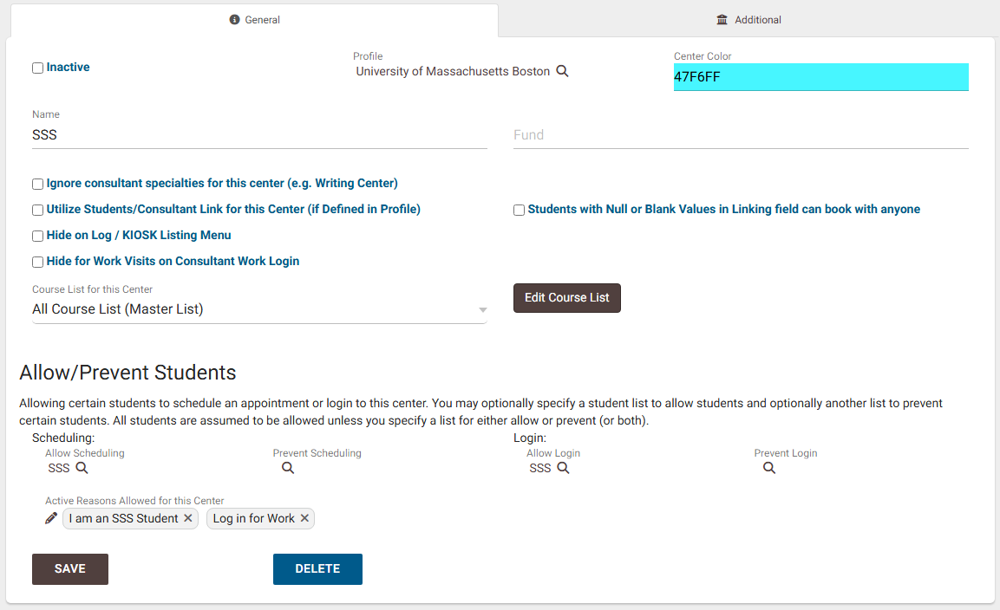 General
Additional
Inactive
Profile
University of Massachusetts Boston
Center Color
47F6FF
Name
SSS
Fund
Ignore consultant specialties for this center (e.g. Writing Center)
Utilize Students/Consultant Link for this Center (if Defined in Profile)
Students with Null or Blank Values in Linking field can book with anyone
Hide on Log / KIOSK Listing Menu
Hide for Work Visits on Consultant Work Login
Course List for this Center
All Course List (Master List)
Edit Course List
Allow/Prevent Students
Allowing certain students to schedule an appointment or login to this center. You may optionally specify a student list to allow students and optionally another list to prevent
certain students. All students are assumed to be allowed unless you specify a list for either allow or prevent (or both).
Scheduling:
Login:
Allow Scheduling
Prevent Scheduling
Allow Login
Prevent Login
SSS
SSS
Active Reasons Allowed for this Center
I am an SSS Student
Log in for Work
SAVE
DELETE